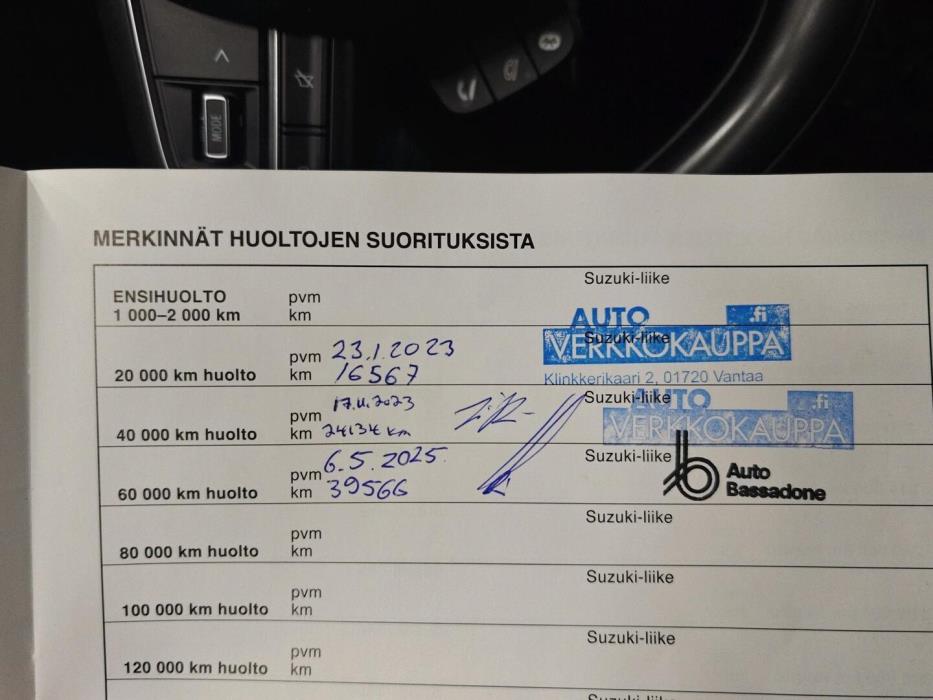 MODE
MERKINNÄT HUOLTOJEN SUORITUKSISTA
Suzuki-liike
ENSIHUOLTO pvm
1 000–2 000 km km
AUTO .fi
Suzuki-liike
VERKKOKAUPPA
pvm 23.1.2023
20 000 km huolto km 16567
Klinkkerikaari 2, 01720 Vantaa
Suzuki-liike
AUTO .fi
pvm 17.11.2023
40 000 km huolto km 24134 km
VERKKOKAUPPA
Suzuki-liike
pvm 6.5.2025
60 000 km huolto km 39566
Auto
Bassadone
Suzuki-liike
pvm
80 000 km huolto km
Suzuki-liike
pvm
100 000 km huolto km
Suzuki-liike
pvm
120 000 km huolto km